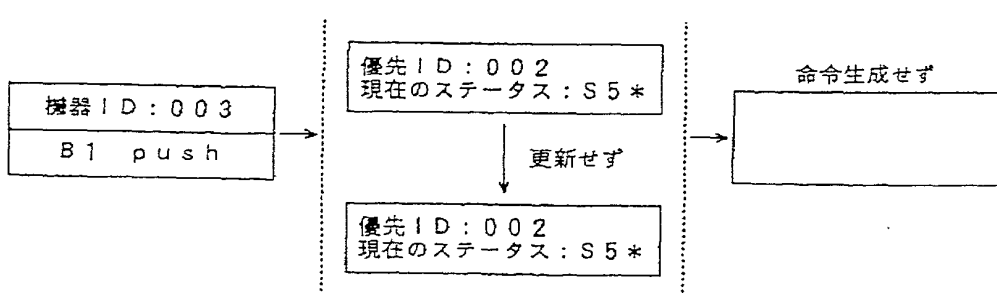 機器ID:003
B1 push
優先ID:002
現在のステータス:S5*
更新せず
優先ID:002
現在のステータス:S5*
命令生成せず